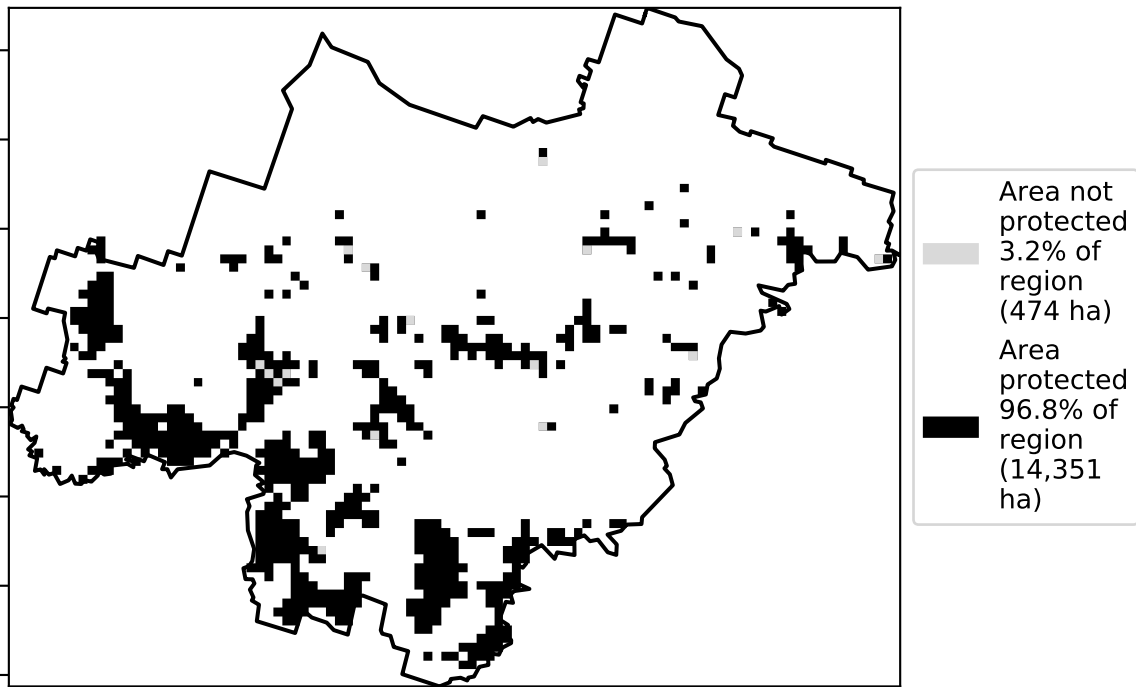 Area not
protected
3.2% of
region
(474 ha)
Area
protected
96.8% of
region
(14,351
ha)